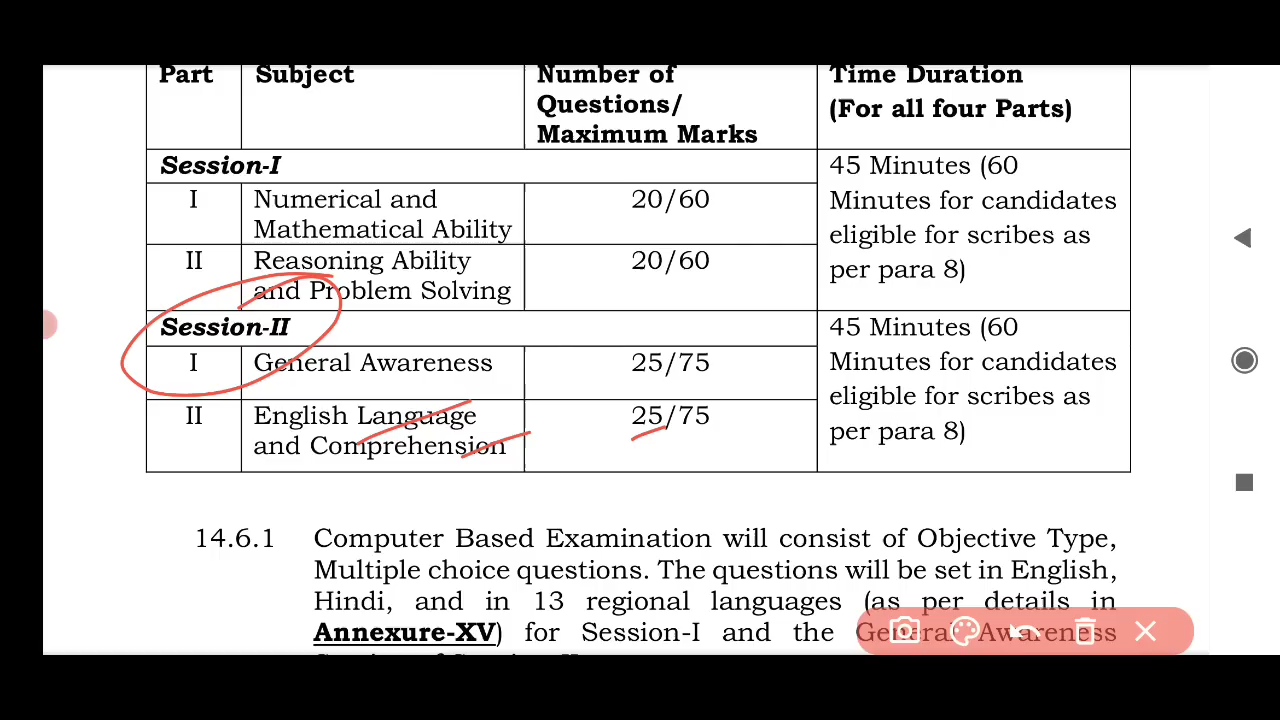 Part Subject Number of Questions/ Maximum Marks Time Duration (For all four Parts)
Session-I
I Numerical and Mathematical Ability 20/60
II Reasoning Ability and Problem Solving 20/60
45 Minutes (60
Minutes for candidates
eligible for scribes as
per para 8)
Session-II
I General Awareness 25/75
II English Language and Comprehension 25/75
45 Minutes (60
Minutes for candidates
eligible for scribes as
per para 8)
14.6.1 Computer Based Examination will consist of Objective Type,
Multiple choice questions. The questions will be set in English,
Hindi, and in 13 regional languages (as per details in
Annexure-XV) for Session-I and the General Awareness